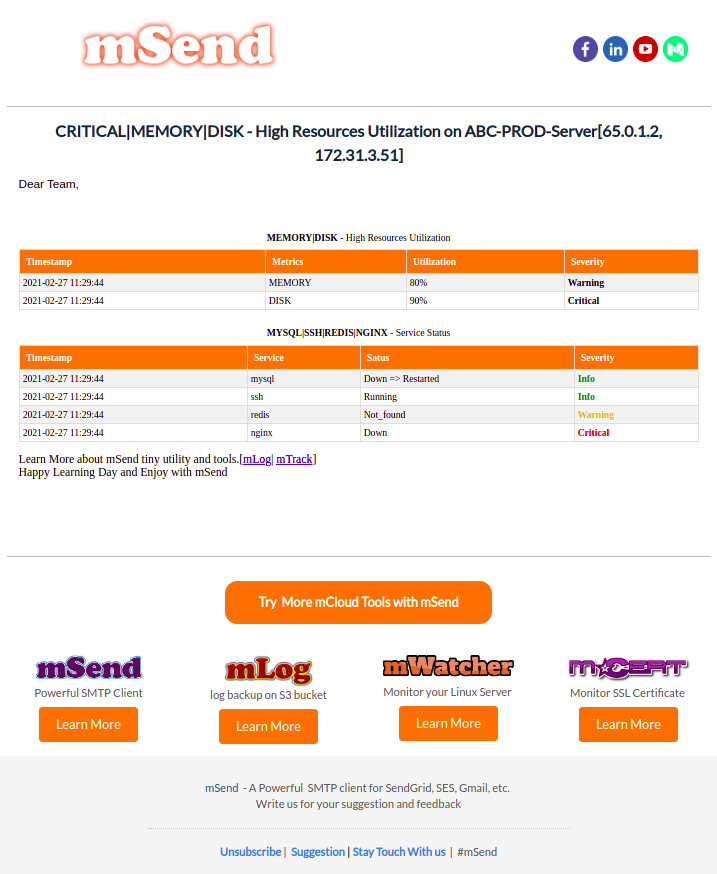 mSend
CRITICAL|MEMORY|DISK - High Resources Utilization on ABC-PROD-Server[65.0.1.2,
172.31.3.51]
Dear Team,
MEMORY|DISK - High Resources Utilization
Timestamp Metrics Utilization Severity
2021-02-27 11:29:44 MEMORY 80% Warning
2021-02-27 11:29:44 DISK 90% Critical
MYSQL|SSH|REDIS|NGINX - Service Status
Timestamp Service Satus Severity
2021-02-27 11:29:44 mysql Down => Restarted Info
2021-02-27 11:29:44 ssh Running Info
2021-02-27 11:29:44 redis Not_found Warning
2021-02-27 11:29:44 nginx Down Critical
Learn More about mSend tiny utility and tools.[mLog| mTrack]
Happy Learning Day and Enjoy with mSend
Try More mCloud Tools with mSend
mSend mLog mWatcher mCERT
Powerful SMTP Client log backup on S3 bucket Monitor your Linux Server Monitor SSL Certificate
Learn More Learn More Learn More Learn More
mSend - A Powerful SMTP client for SendGrid, SES, Gmail, etc.
Write us for your suggestion and feedback
Unsubscribe | Suggestion | Stay Touch With us | #mSend